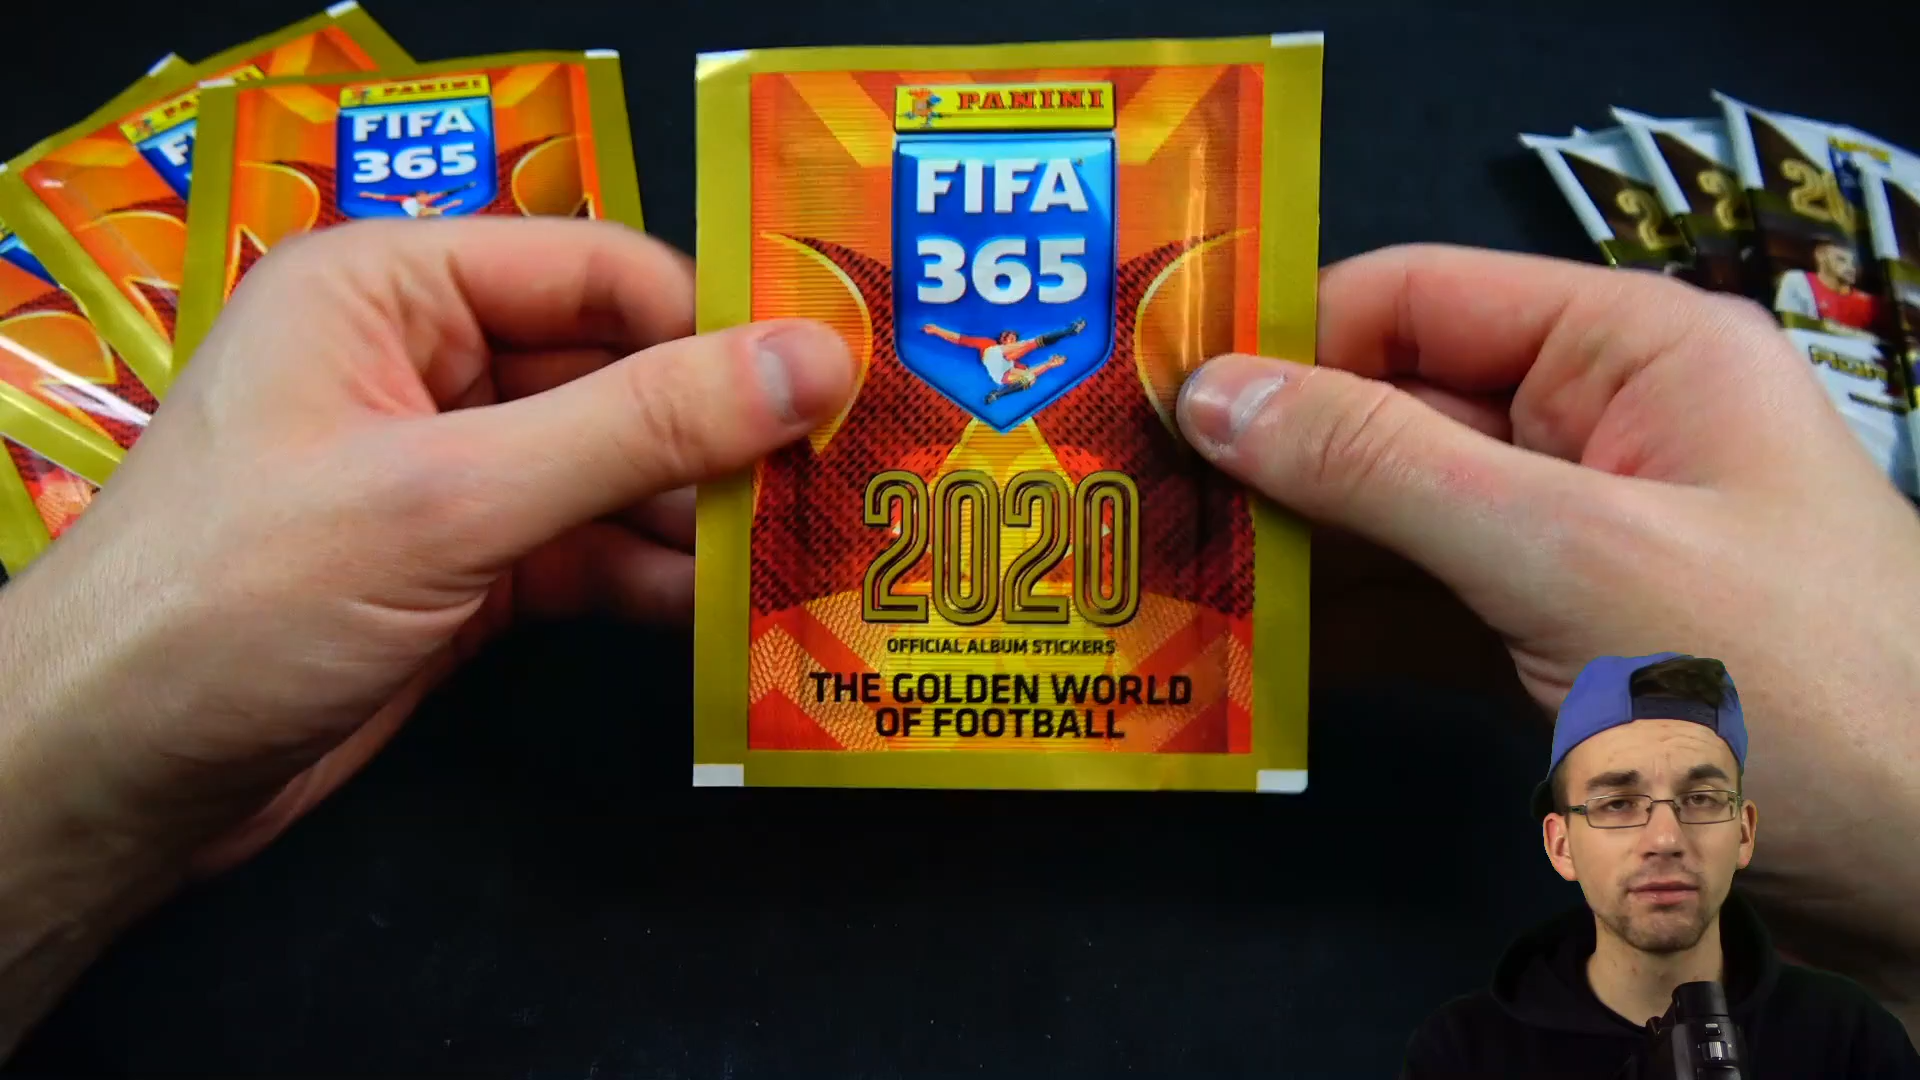 PANINI
FIFA
365
PANINI
FIFA
365
2020
OFFICIAL ALBUM STICKERS
THE GOLDEN WORLD
OF FOOTBALL